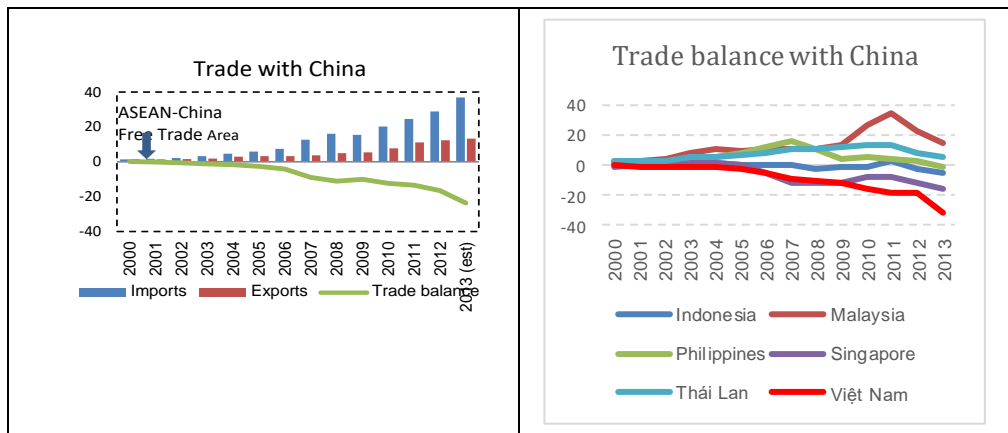 Trade with China
40
ASEAN-China
Free Trade Area
20
0
-20
-40
2000 2001 2002 2003 2004 2005 2006 2007 2008 2009 2010 2011 2012 2013 (est)
Imports Exports Trade balance
Trade balance with China
40
20
0
-20
-40
2000 2001 2002 2003 2004 2005 2006 2007 2008 2009 2010 2011 2012 2013
Indonesia Malaysia
Philippines Singapore
Thái Lan Việt Nam